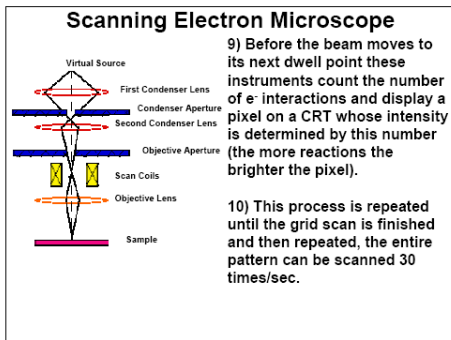 Scanning Electron Microscope
Virtual Source
First Condenser Lens
Condenser Aperture
Second Condenser Lens
Objective Aperture
Scan Coils
Objective Lens
Sample
9) Before the beam moves to
its next dwell point these
instruments count the number
of e- interactions and display a
pixel on a CRT whose intensity
is determined by this number
(the more reactions the
brighter the pixel).
10) This process is repeated
until the grid scan is finished
and then repeated, the entire
pattern can be scanned 30
times/sec.